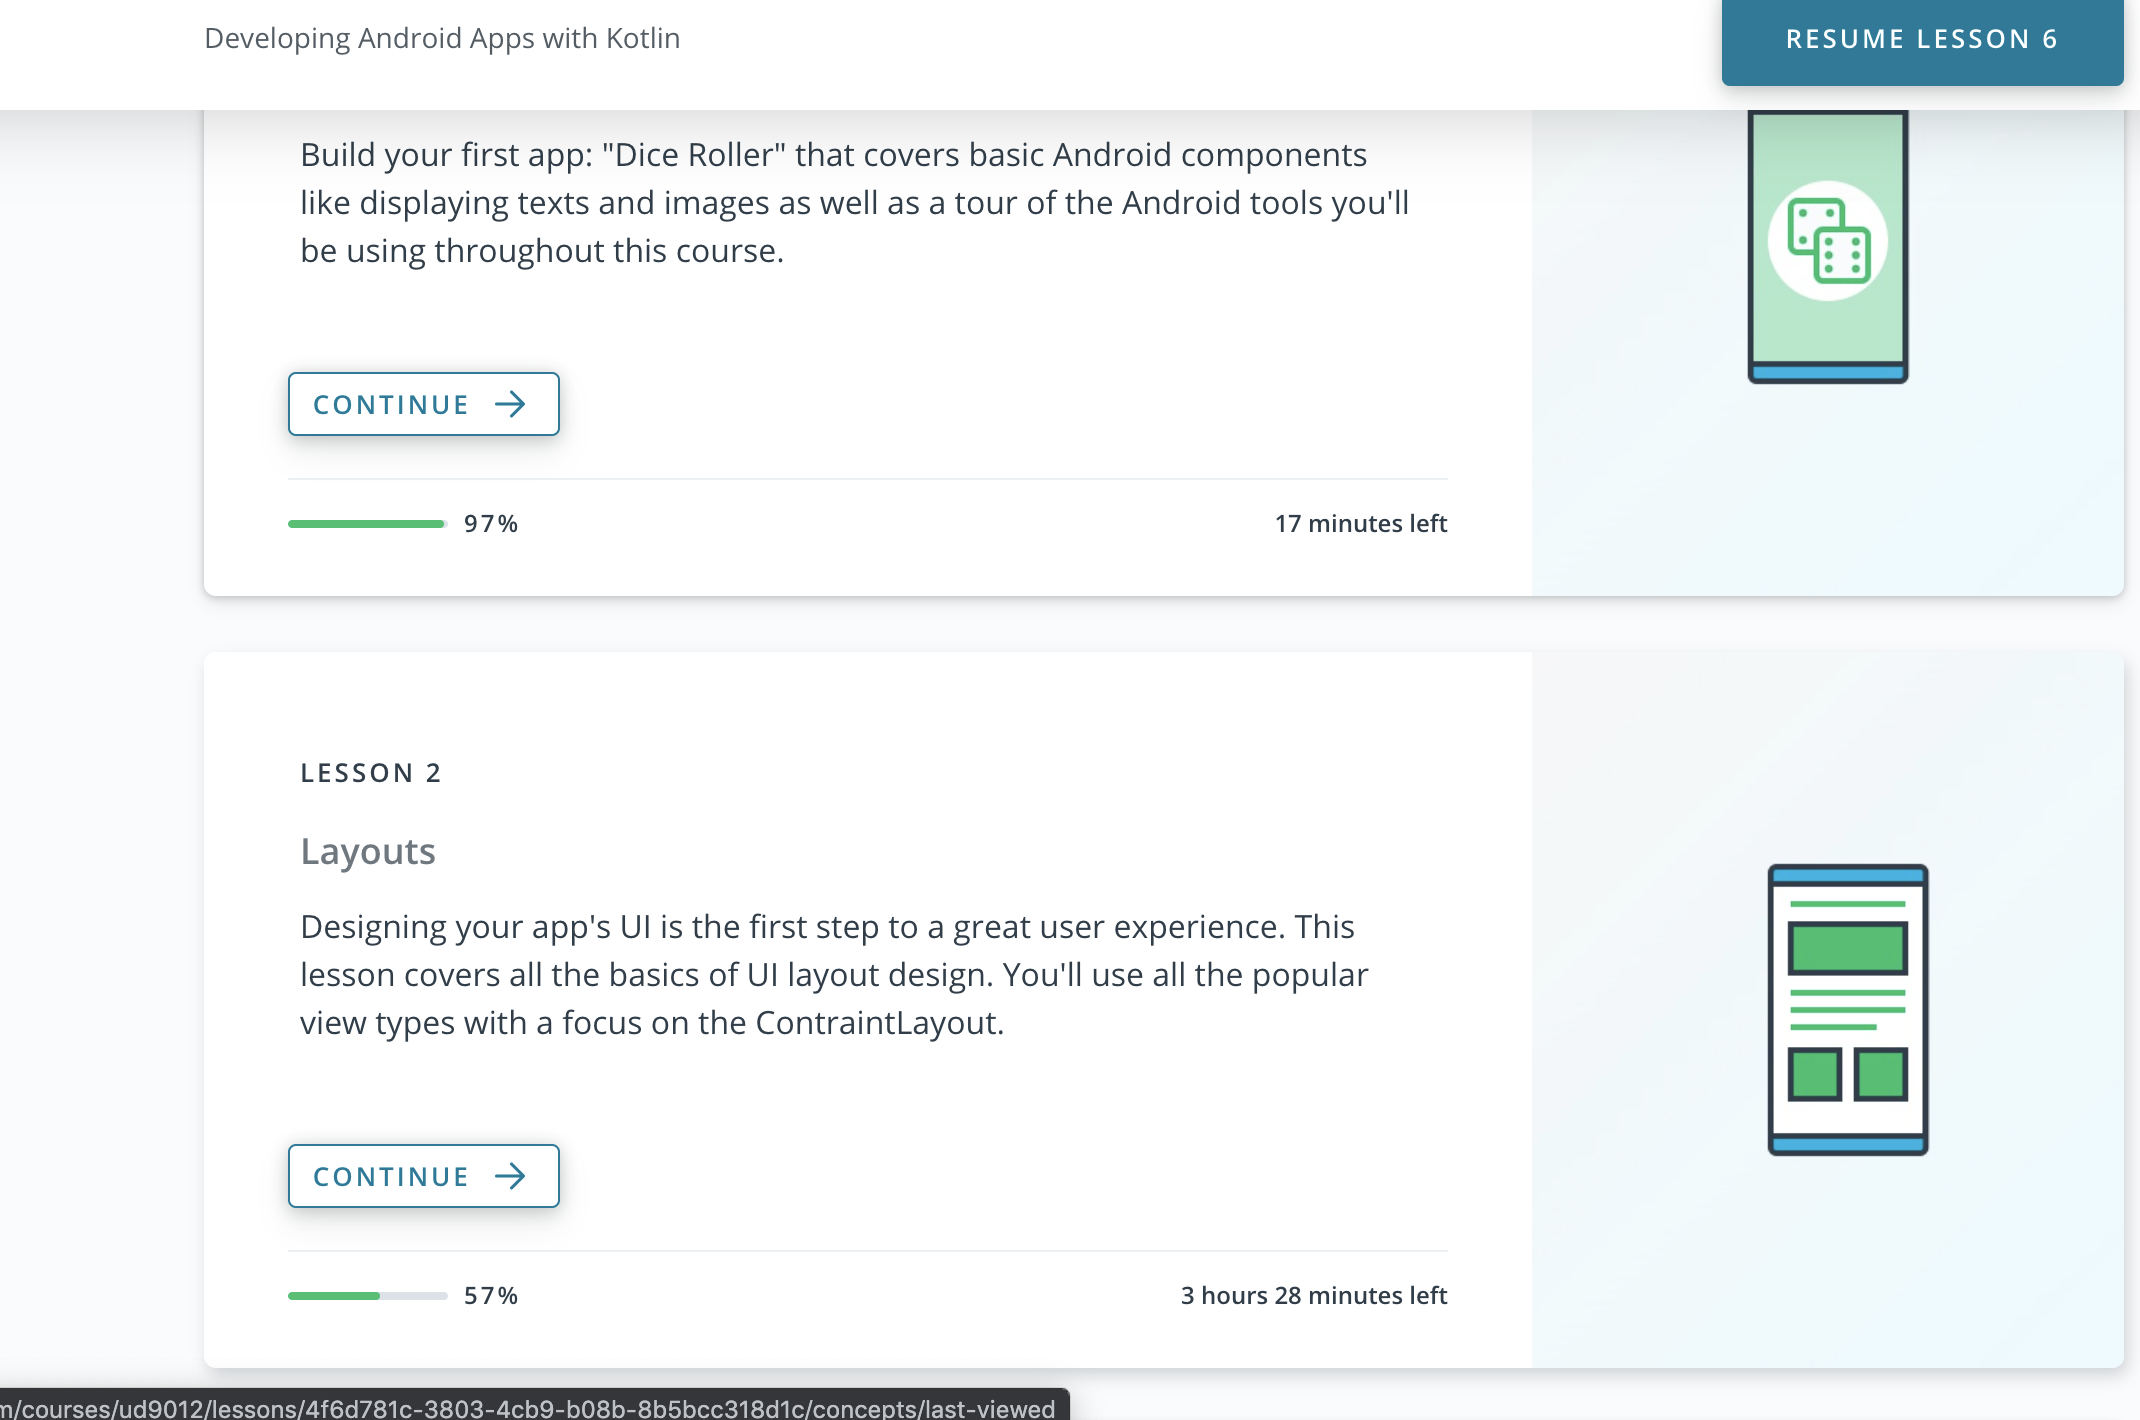 Developing Android Apps with Kotlin
RESUME LESSON 6
Build your first app: "Dice Roller" that covers basic Android components
like displaying texts and images as well as a tour of the Android tools you'll
be using throughout this course.
CONTINUE
97%
17 minutes left
LESSON 2
Layouts
Designing your app's UI is the first step to a great user experience. This
lesson covers all the basics of UI layout design. You'll use all the popular
view types with a focus on the ContraintLayout.
CONTINUE
57%
3 hours 28 minutes left
m/courses/ud9012/lessons/4f6d781c-3803-4cb9-b08b-8b5bcc318d1c/concepts/last-viewed